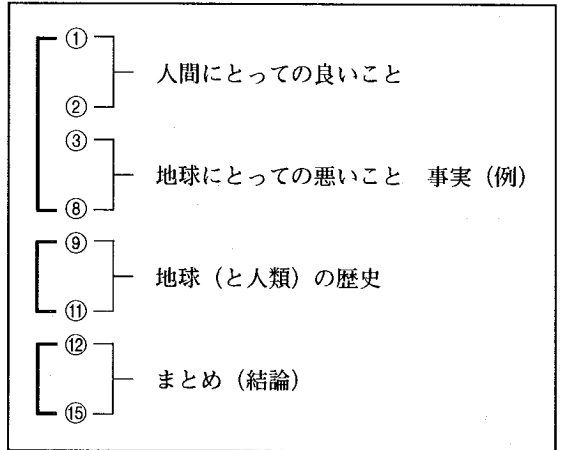 ①
人間にとっての良いこと
②
③
地球にとっての悪いこと 事実（例）
⑧
⑨
地球（と人類）の歴史
⑪
⑫
まとめ（結論）
⑮